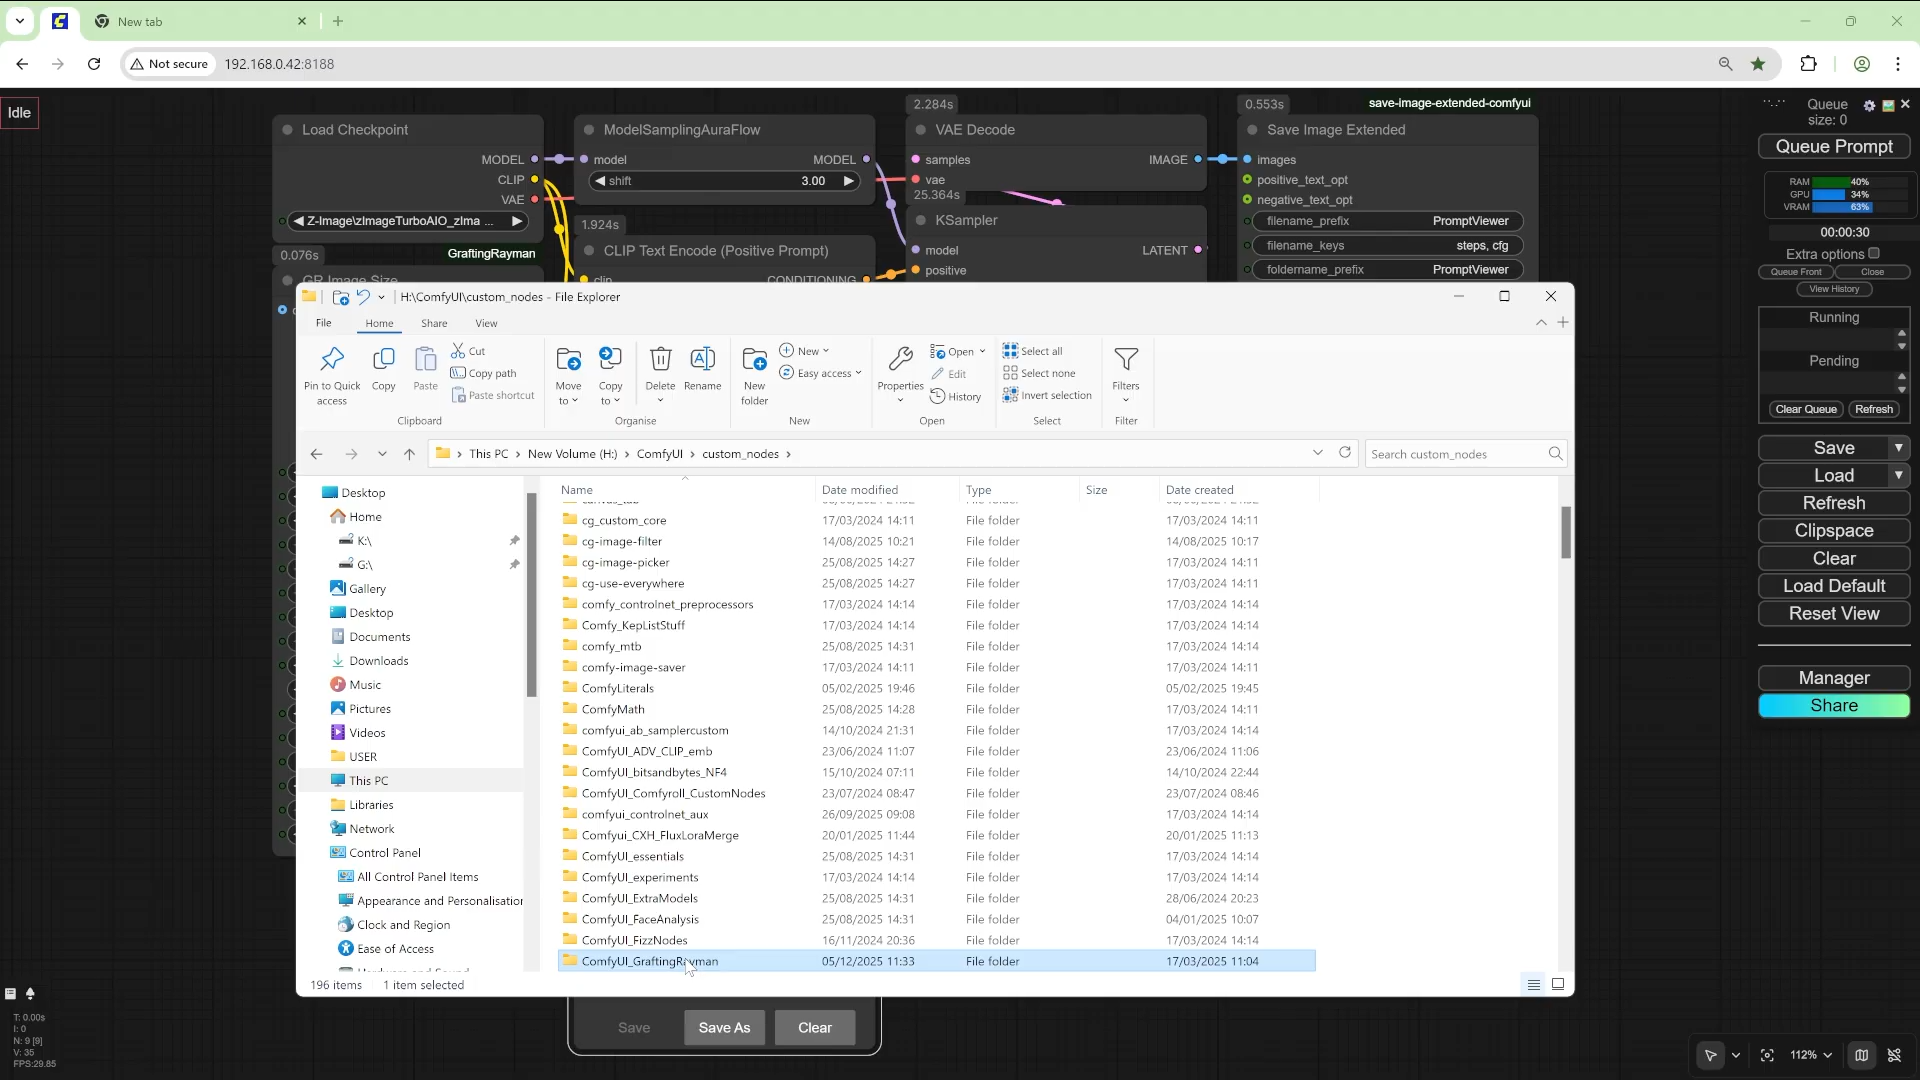 New tab
Not secure
192.168.0.42:8188
Idle
2.284s
0.553s
save-image-extended-comfyui
Queue size: 0
Load Checkpoint
ModelSamplingAuraFlow
VAE Decode
Save Image Extended
Queue Prompt
MODEL
model
MODEL
samples
IMAGE
images
CLIP
shift
3.00
vae
positive_text_opt
RAM 40%
GPU 34%
VRAM 63%
VAE
25.364s
negative_text_opt
Z-Image\zImageTurboAIO_zIma ...
1.924s
KSampler
filename_prefix
PromptViewer
00:00:30
0.076s
GraftingRayman
CLIP Text Encode (Positive Prompt)
model
LATENT
filename_keys
steps, cfg
Extra options
GR Image Size
clip
CONDITIONING
positive
foldername_prefix
PromptViewer
Queue Front
Close
View History
H:\ComfyUI\custom_nodes - File Explorer
Running
File
Home
Share
View
Pending
Clear Queue
Refresh
Pin to Quick access
Copy
Paste
Cut
Copy path
Paste shortcut
Move to
Copy to
Delete
Rename
New folder
New
Easy access
Properties
Open
Edit
History
Select all
Select none
Invert selection
Filters
Clipboard
Organise
New
Open
Select
Filter
This PC
New Volume (H:)
ComfyUI
custom_nodes
Search custom_nodes
Save
Load
Refresh
Clipspace
Clear
Load Default
Reset View
Manager
Share
Desktop
Home
K:\
G:\
Gallery
Desktop
Documents
Downloads
Music
Pictures
Videos
USER
This PC
Libraries
Network
Control Panel
All Control Panel Items
Appearance and Personalisation
Clock and Region
Ease of Access
Name Date modified Type Size Date created
cg_custom_core 17/03/2024 14:11 File folder 17/03/2024 14:11
cg-image-filter 14/08/2025 10:21 File folder 14/08/2025 10:17
cg-image-picker 25/08/2025 14:27 File folder 17/03/2024 14:11
cg-use-everywhere 25/08/2025 14:27 File folder 17/03/2024 14:11
comfy_controlnet_preprocessors 17/03/2024 14:14 File folder 17/03/2024 14:14
Comfy_KepListStuff 17/03/2024 14:14 File folder 17/03/2024 14:14
comfy_mtb 25/08/2025 14:31 File folder 17/03/2024 14:14
comfy-image-saver 17/03/2024 14:11 File folder 17/03/2024 14:11
ComfyLiterals 05/02/2025 19:46 File folder 05/02/2025 19:45
ComfyMath 25/08/2025 14:28 File folder 17/03/2024 14:11
comfyui_ab_samplercustom 14/10/2024 21:31 File folder 17/03/2024 14:14
ComfyUI_ADV_CLIP_emb 23/06/2024 11:07 File folder 23/06/2024 11:06
ComfyUI_bitsandbytes_NF4 15/10/2024 07:11 File folder 14/10/2024 22:44
ComfyUI_Comfyroll_CustomNodes 23/07/2024 08:47 File folder 23/07/2024 08:46
comfyui_controlnet_aux 26/09/2025 09:08 File folder 17/03/2024 14:14
Comfyui_CXH_FluxLoraMerge 20/01/2025 11:44 File folder 20/01/2025 11:13
ComfyUI_essentials 25/08/2025 14:31 File folder 17/03/2024 14:14
ComfyUI_experiments 17/03/2024 14:14 File folder 17/03/2024 14:14
ComfyUI_ExtraModels 25/08/2025 14:31 File folder 28/06/2024 20:23
ComfyUI_FaceAnalysis 25/08/2025 14:31 File folder 04/01/2025 10:07
ComfyUI_FizzNodes 16/11/2024 20:36 File folder 17/03/2024 14:14
ComfyUI_GraftingRayman 05/12/2025 11:33 File folder 17/03/2025 11:04
196 items
1 item selected
Save
Save As
Clear
T: 0.00s
I: 0
N: 9 [9]
V: 35
FPS:29.85
112%